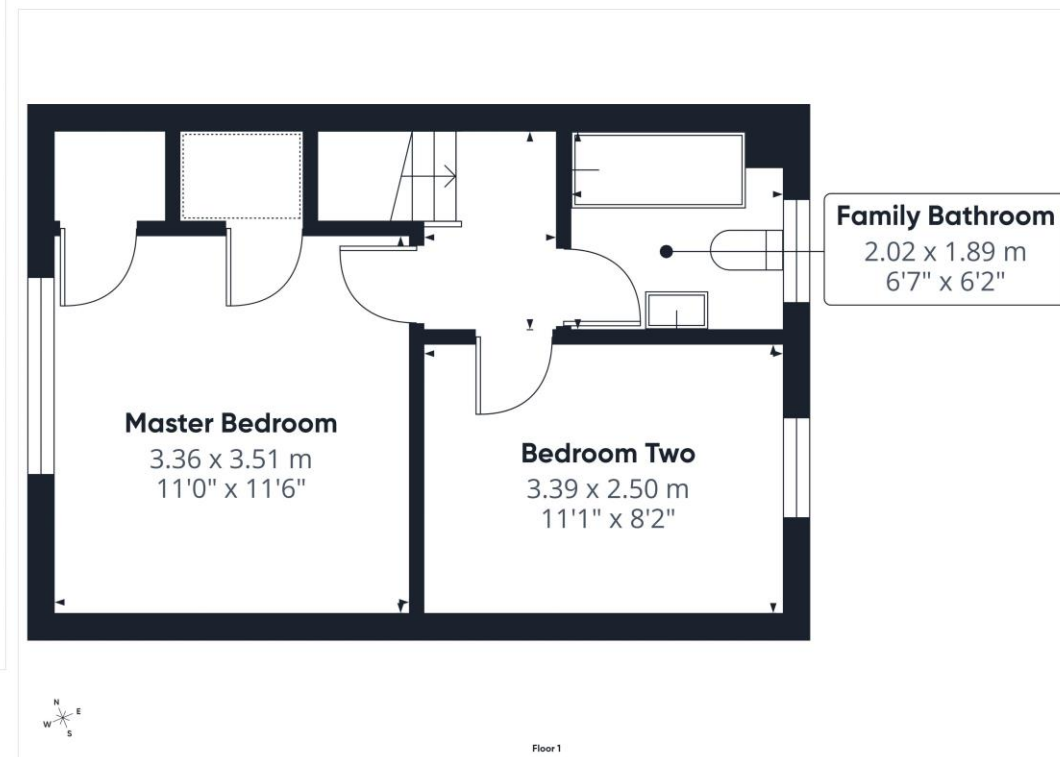 Family Bathroom
2.02 x 1.89 m
6'7" x 6'2"
Master Bedroom
3.36 x 3.51 m
11'0" x 11'6"
Bedroom Two
3.39 x 2.50 m
11'1" x 8'2"
N
E
W
S
Floor 1